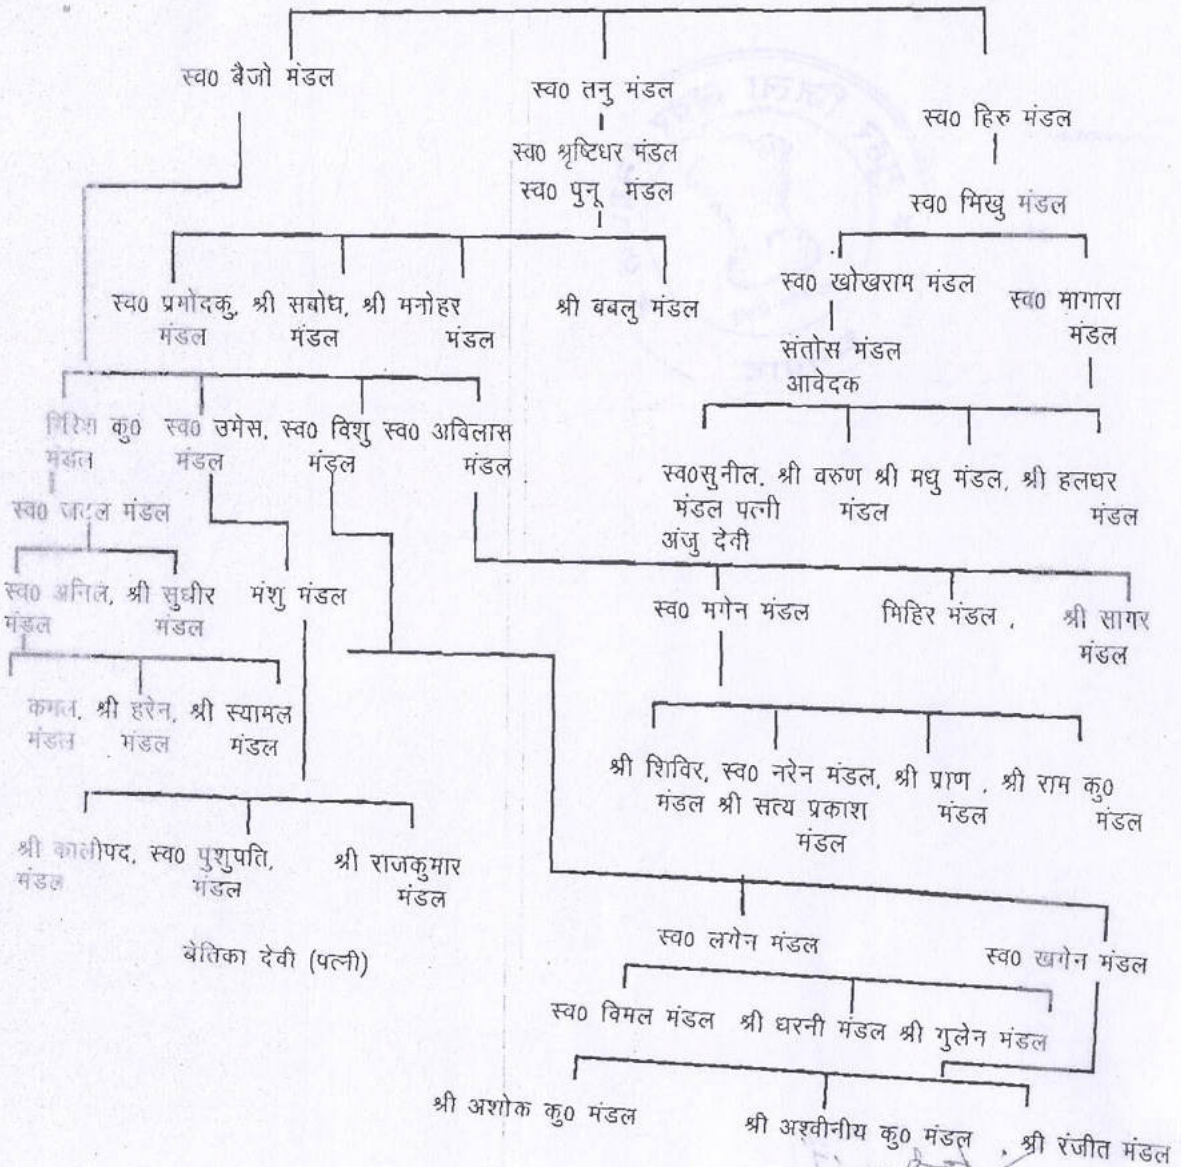 स्व0 बैजो मंडल
स्व0 तनु मंडल
स्व0 हिरु मंडल
स्व0 श्रृष्टिधर मंडल
स्व0 पुनू मंडल
स्व0 भिखु मंडल
स्व0 प्रमोदकु, श्री सबोध, श्री मनोहर
मंडल मंडल मंडल
श्री बबलु मंडल
स्व0 खोखराम मंडल
स्व0 मागारा
मंडल
संतोस मंडल
आवेदक
गिरिश कु0 स्व0 उमेस, स्व0 विशु स्व0 अविलास
मंडल मंडल मंडल मंडल
स्व0सुनील, श्री वरुण श्री मधु मंडल, श्री हलधर
मंडल पत्नी मंडल मंडल
अंजु देवी
स्व0 मंडल
स्व0 अनिल, श्री सुधीर मंशु मंडल
मंडल मंडल
स्व0 मगेन मंडल मिहिर मंडल , श्री सागर
मंडल
कमल, श्री हरेन, श्री स्यामल
मंडल मंडल मंडल
श्री शिविर, स्व0 नरेन मंडल, श्री प्राण , श्री राम कु0
मंडल श्री सत्य प्रकाश मंडल मंडल
मंडल
श्री कालीपद, स्व0 पुशुपति, श्री राजकुमार
मंडल मंडल मंडल
बेतिका देवी (पत्नी)
स्व0 लगेन मंडल
स्व0 खगेन मंडल
स्व0 विमल मंडल श्री धरनी मंडल श्री गुलेन मंडल
श्री अशोक कु0 मंडल श्री अश्वीनीय कु0 मंडल , श्री रंजीत मंडल